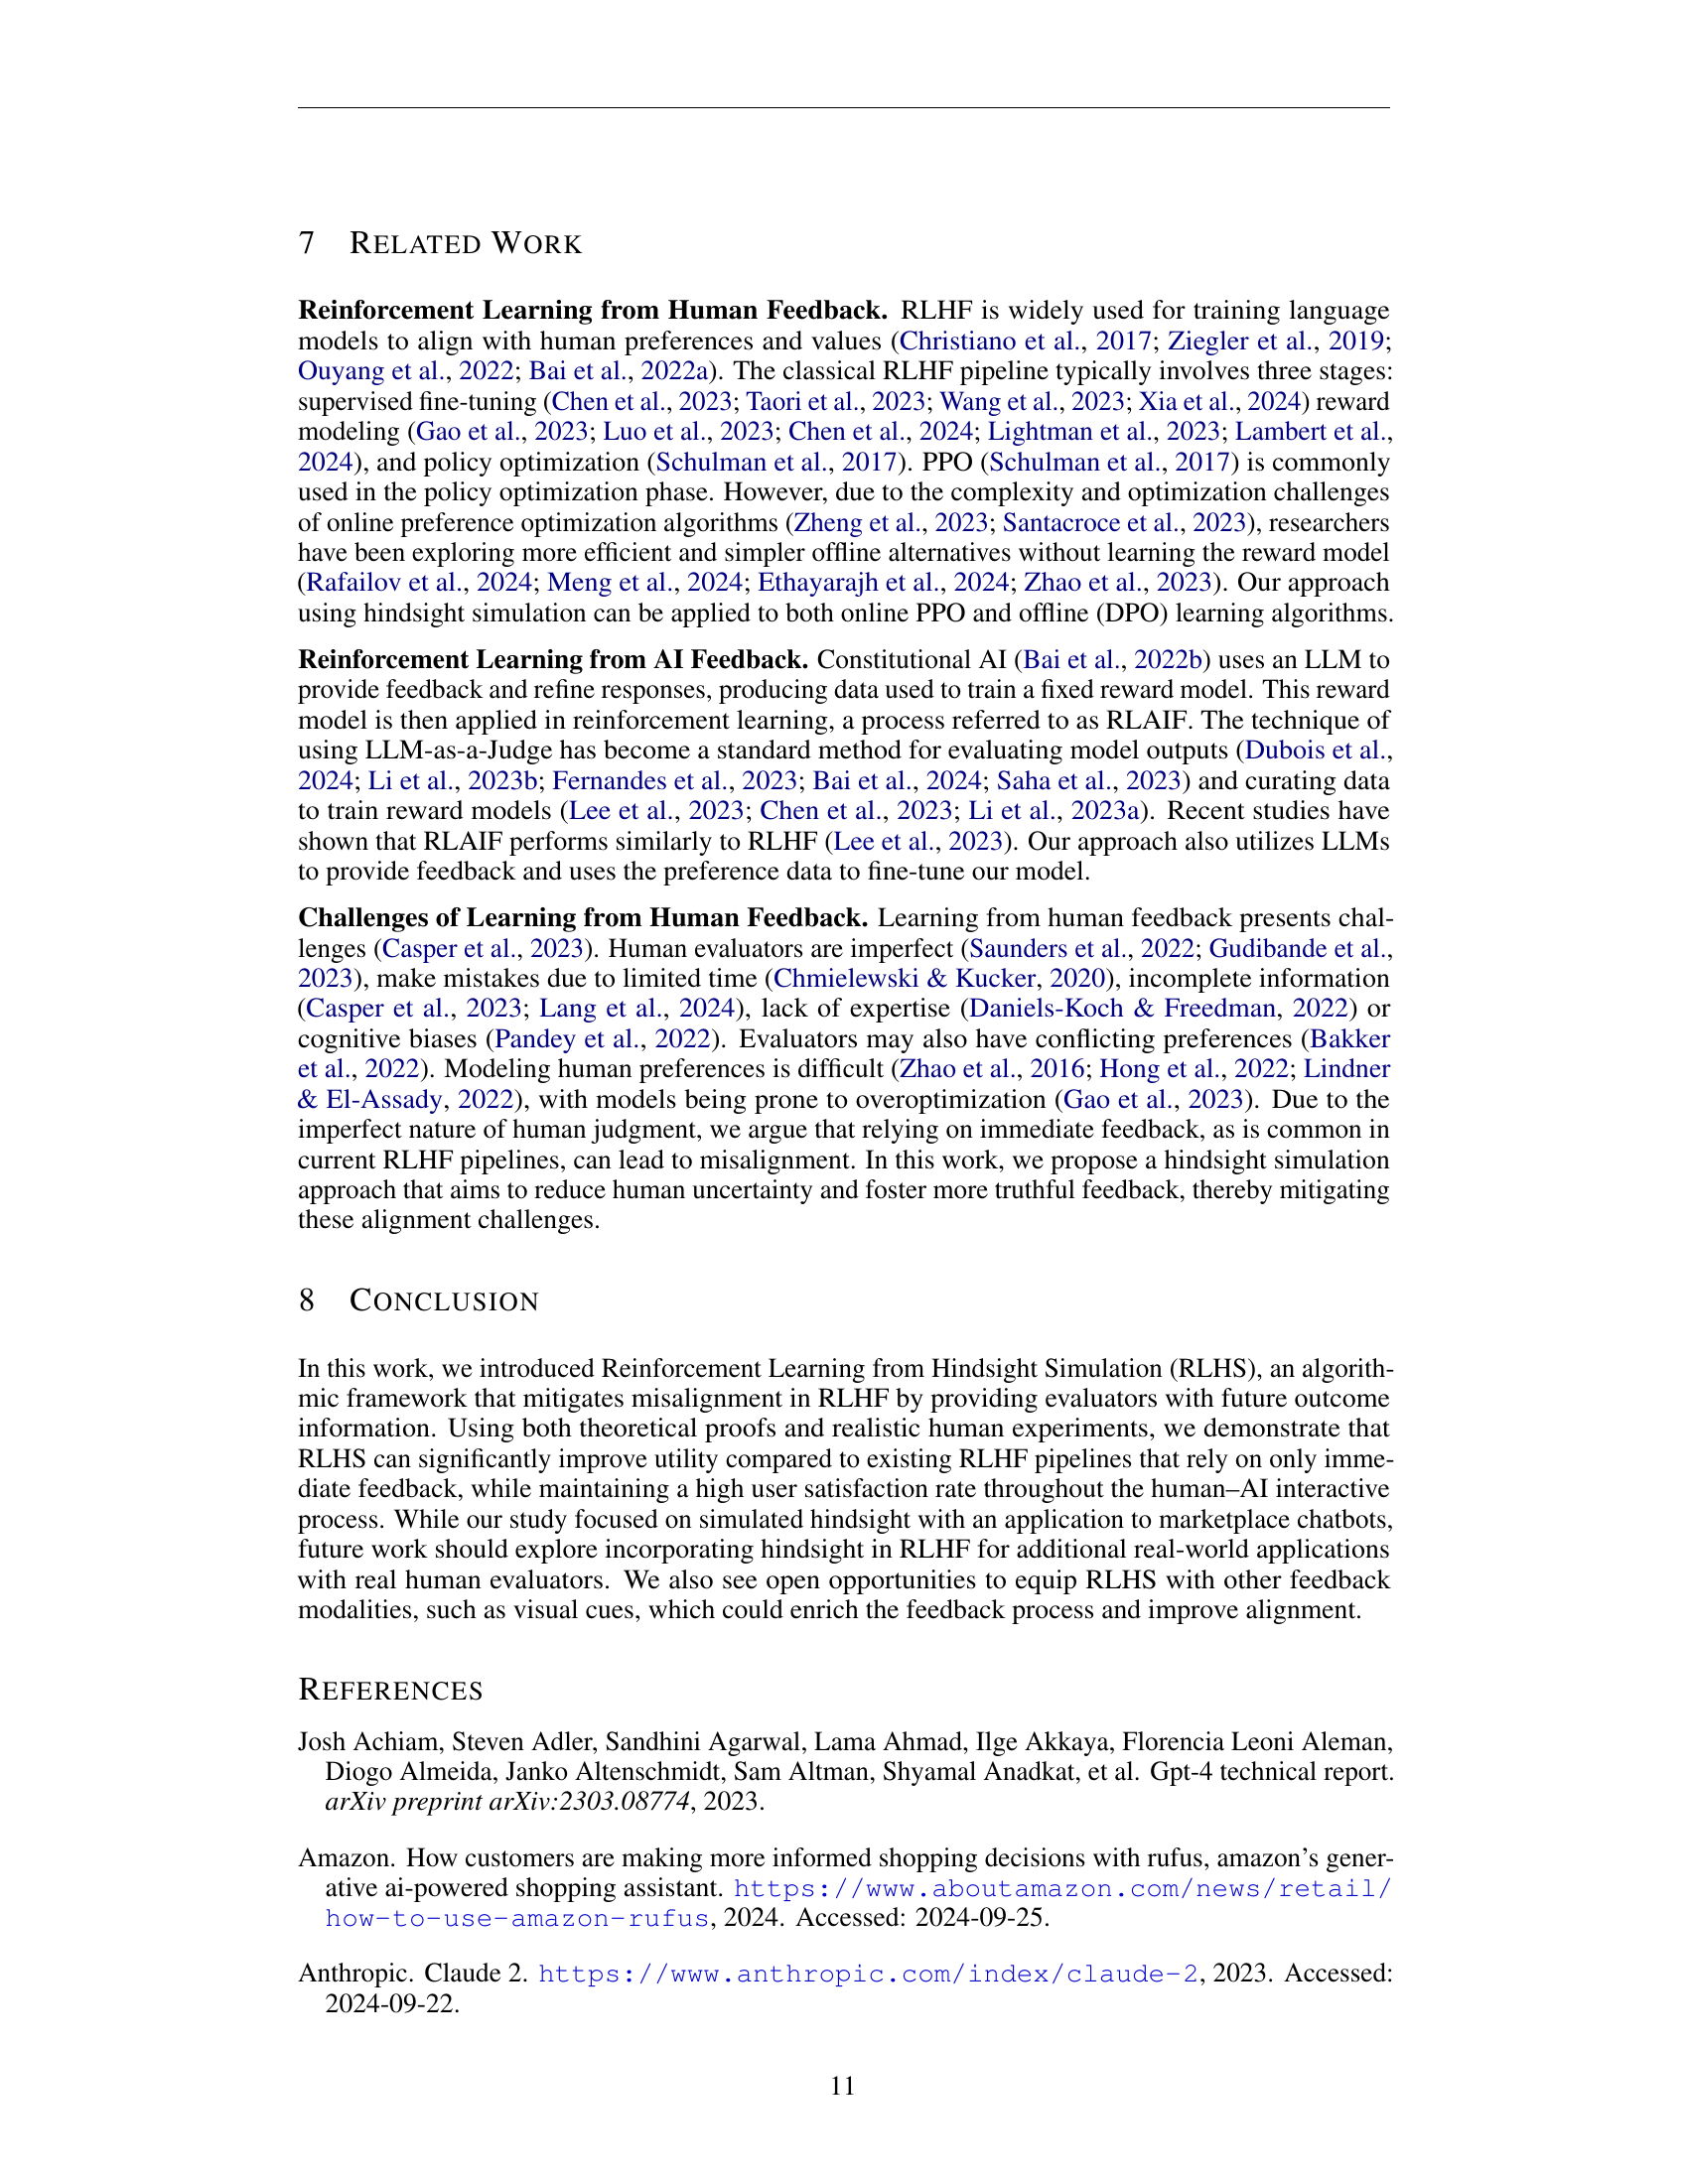 7 RELATED WORK
Reinforcement Learning from Human Feedback. RLHF is widely used for training language
models to align with human preferences and values (Christiano et al., 2017; Ziegler et al., 2019;
Ouyang et al., 2022; Bai et al., 2022a). The classical RLHF pipeline typically involves three stages:
supervised fine-tuning (Chen et al., 2023; Taori et al., 2023; Wang et al., 2023; Xia et al., 2024) reward
modeling (Gao et al., 2023; Luo et al., 2023; Chen et al., 2024; Lightman et al., 2023; Lambert et al.,
2024), and policy optimization (Schulman et al., 2017). PPO (Schulman et al., 2017) is commonly
used in the policy optimization phase. However, due to the complexity and optimization challenges
of online preference optimization algorithms (Zheng et al., 2023; Santacroce et al., 2023), researchers
have been exploring more efficient and simpler offline alternatives without learning the reward model
(Rafailov et al., 2024; Meng et al., 2024; Ethayarajh et al., 2024; Zhao et al., 2023). Our approach
using hindsight simulation can be applied to both online PPO and offline (DPO) learning algorithms.
Reinforcement Learning from AI Feedback. Constitutional AI (Bai et al., 2022b) uses an LLM to
provide feedback and refine responses, producing data used to train a fixed reward model. This reward
model is then applied in reinforcement learning, a process referred to as RLAIF. The technique of
using LLM-as-a-Judge has become a standard method for evaluating model outputs (Dubois et al.,
2024; Li et al., 2023b; Fernandes et al., 2023; Bai et al., 2024; Saha et al., 2023) and curating data
to train reward models (Lee et al., 2023; Chen et al., 2023; Li et al., 2023a). Recent studies have
shown that RLAIF performs similarly to RLHF (Lee et al., 2023). Our approach also utilizes LLMs
to provide feedback and uses the preference data to fine-tune our model.
Challenges of Learning from Human Feedback. Learning from human feedback presents chal-
lenges (Casper et al., 2023). Human evaluators are imperfect (Saunders et al., 2022; Gudibande et al.,
2023), make mistakes due to limited time (Chmielewski & Kucker, 2020), incomplete information
(Casper et al., 2023; Lang et al., 2024), lack of expertise (Daniels-Koch & Freedman, 2022) or
cognitive biases (Pandey et al., 2022). Evaluators may also have conflicting preferences (Bakker
et al., 2022). Modeling human preferences is difficult (Zhao et al., 2016; Hong et al., 2022; Lindner
& El-Assady, 2022), with models being prone to overoptimization (Gao et al., 2023). Due to the
imperfect nature of human judgment, we argue that relying on immediate feedback, as is common in
current RLHF pipelines, can lead to misalignment. In this work, we propose a hindsight simulation
approach that aims to reduce human uncertainty and foster more truthful feedback, thereby mitigating
these alignment challenges.
8 CONCLUSION
In this work, we introduced Reinforcement Learning from Hindsight Simulation (RLHS), an algorith-
mic framework that mitigates misalignment in RLHF by providing evaluators with future outcome
information. Using both theoretical proofs and realistic human experiments, we demonstrate that
RLHS can significantly improve utility compared to existing RLHF pipelines that rely on only imme-
diate feedback, while maintaining a high user satisfaction rate throughout the human–AI interactive
process. While our study focused on simulated hindsight with an application to marketplace chatbots,
future work should explore incorporating hindsight in RLHF for additional real-world applications
with real human evaluators. We also see open opportunities to equip RLHS with other feedback
modalities, such as visual cues, which could enrich the feedback process and improve alignment.
REFERENCES
Josh Achiam, Steven Adler, Sandhini Agarwal, Lama Ahmad, Ilge Akkaya, Florencia Leoni Aleman,
Diogo Almeida, Janko Altenschmidt, Sam Altman, Shyamal Anadkat, et al. Gpt-4 technical report.
arXiv preprint arXiv:2303.08774, 2023.
Amazon. How customers are making more informed shopping decisions with rufus, amazon's gener-
ative ai-powered shopping assistant. https://www.aboutamazon.com/news/retail/
how-to-use-amazon-rufus, 2024. Accessed: 2024-09-25.
Anthropic. Claude 2. https://www.anthropic.com/index/claude-2, 2023. Accessed:
2024-09-22.
11